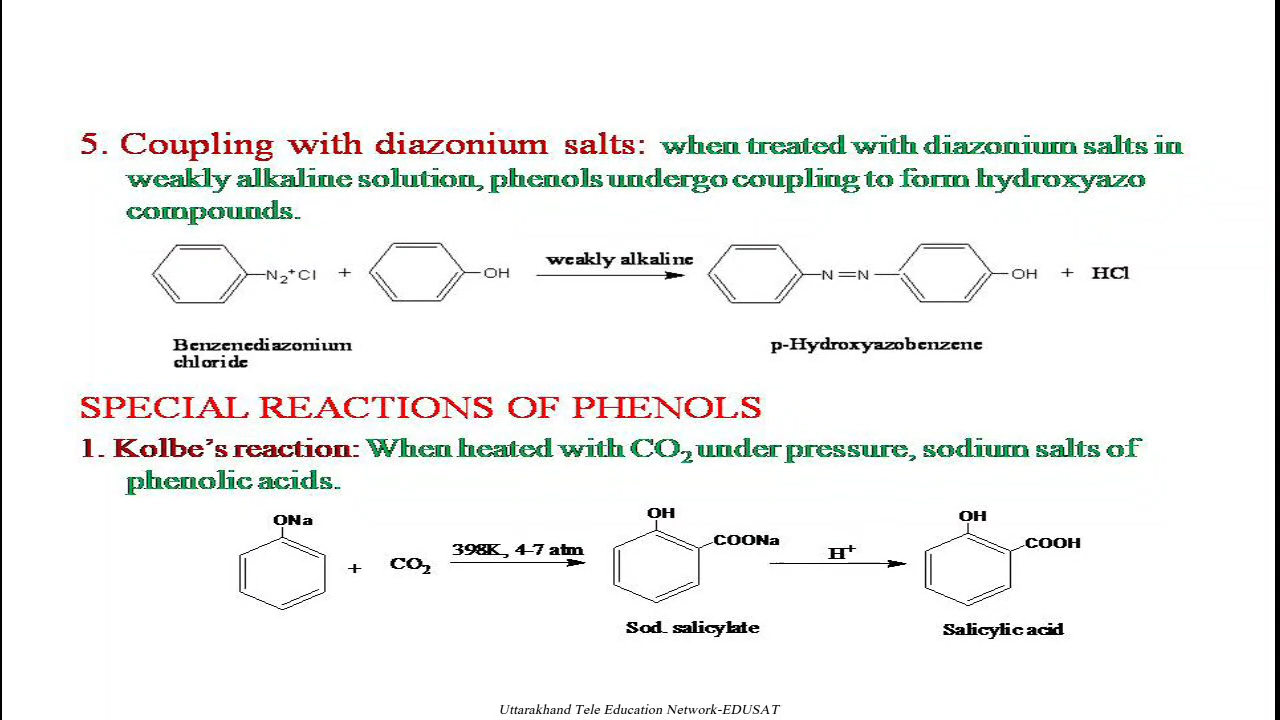 5. Coupling with diazonium salts: when treated with diazonium salts in
weakly alkaline solution, phenols undergo coupling to form hydroxyazo
compounds.
N₂⁺Cl + OH weakly alkaline N=N OH + HCl
Benzenediazonium
chloride
p-Hydroxyazobenzene
SPECIAL REACTIONS OF PHENOLS
1. Kolbe's reaction: When heated with CO₂ under pressure, sodium salts of
phenolic acids.
ONa + CO₂ 398K, 4-7 atm OH COONa H⁺ OH COOH
Sod. salicylate
Salicylic acid
Uttarakhand Tele Education Network-EDUSAT